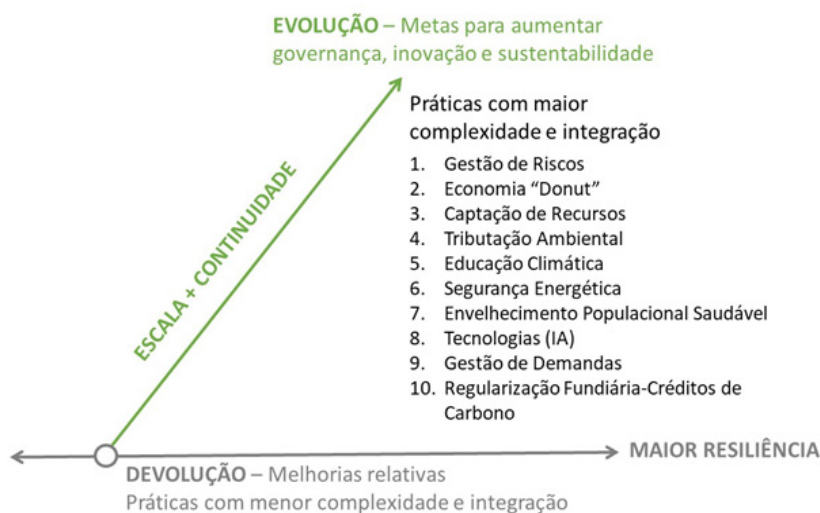 EVOLUÇÃO – Metas para aumentar
governança, inovação e sustentabilidade
Práticas com maior
complexidade e integração
1. Gestão de Riscos
2. Economia “Donut”
3. Captação de Recursos
4. Tributação Ambiental
5. Educação Climática
6. Segurança Energética
7. Envelhecimento Populacional Saudável
8. Tecnologias (IA)
9. Gestão de Demandas
10. Regularização Fundiária-Créditos de
Carbono
ESCALA + CONTINUIDADE
MAIOR RESILIÊNCIA
DEVOLUÇÃO – Melhorias relativas
Práticas com menor complexidade e integração